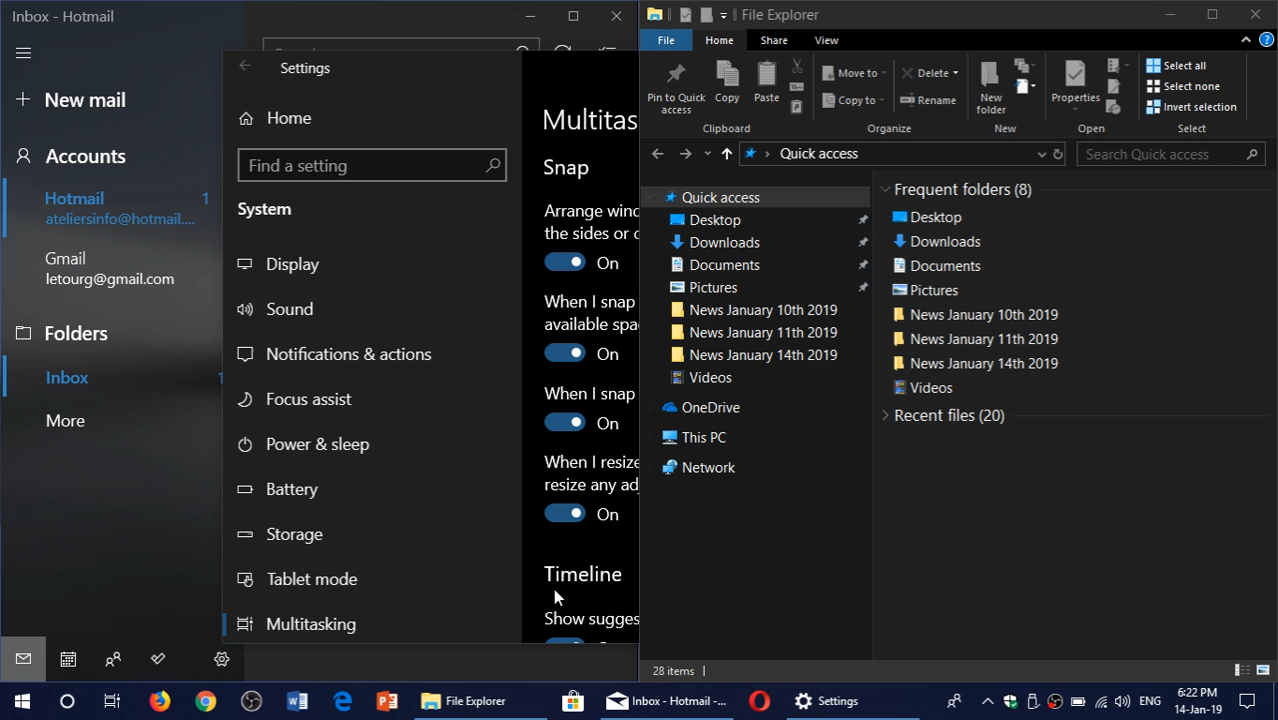 Inbox - Hotmail
New mail
Accounts
Hotmail 1
ateliersinfo@hotmail....
Gmail
letourg@gmail.com
Folders
Inbox 1
More
Settings
Home
Find a setting
System
Display
Sound
Notifications & actions
Focus assist
Power & sleep
Battery
Storage
Tablet mode
Multitasking
Multitas
Snap
Arrange wind
the sides or c
On
When I snap
available spa
On
When I snap
On
When I resize
resize any adj
On
Timeline
Show sugges
File Explorer
File Home Share View
Pin to Quick
access
Copy
Paste
Clipboard
Move to
Copy to
Delete
Rename
Organize
New
folder
New
Properties
Open
Select all
Select none
Invert selection
Select
Quick access
Search Quick access
Quick access
Desktop
Downloads
Documents
Pictures
News January 10th 2019
News January 11th 2019
News January 14th 2019
Videos
OneDrive
This PC
Network
Frequent folders (8)
Desktop
Downloads
Documents
Pictures
News January 10th 2019
News January 11th 2019
News January 14th 2019
Videos
Recent files (20)
28 items
File Explorer
Inbox - Hotmail -...
Settings
ENG
6:22 PM
14-Jan-19